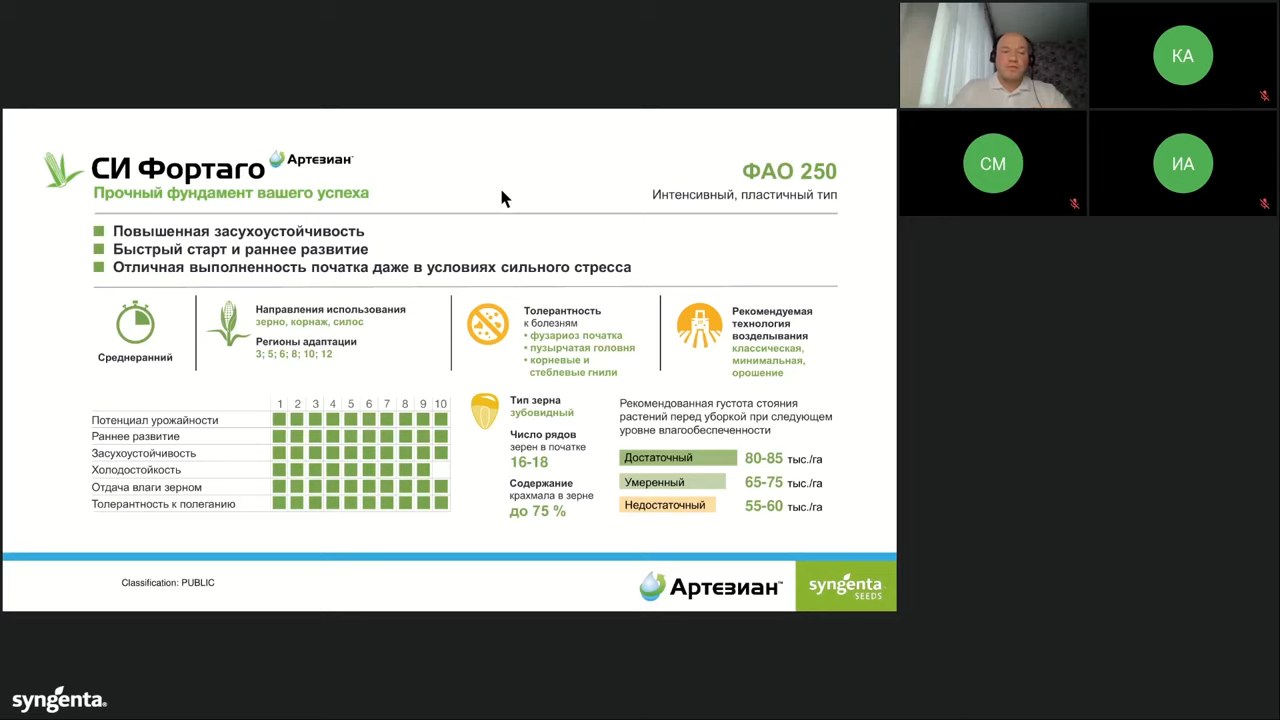 СИ Фортаго Артезиан™
Прочный фундамент вашего успеха
ФАО 250
Интенсивный, пластичный тип
Повышенная засухоустойчивость
Быстрый старт и раннее развитие
Отличная выполненность початка даже в условиях сильного стресса
Среднеранний
Направления использования
зерно, корнаж, силос
Регионы адаптации
3; 5; 6; 8; 10; 12
Толерантность
к болезням
• фузариоз початка
• пузырчатая головня
• корневые и
стеблевые гнили
Рекомендуемая
технология
возделывания
классическая,
минимальная,
орошение
1 2 3 4 5 6 7 8 9 10
Потенциал урожайности
Раннее развитие
Засухоустойчивость
Холодостойкость
Отдача влаги зерном
Толерантность к полеганию
Тип зерна
зубовидный
Число рядов
зерен в початке
16-18
Содержание
крахмала в зерне
до 75 %
Рекомендованная густота стояния
растений перед уборкой при следующем
уровне влагообеспеченности
Достаточный 80-85 тыс./га
Умеренный 65-75 тыс./га
Недостаточный 55-60 тыс./га
Classification: PUBLIC
Артезиан™
syngenta
SEEDS
КА
СМ
ИА
syngenta.